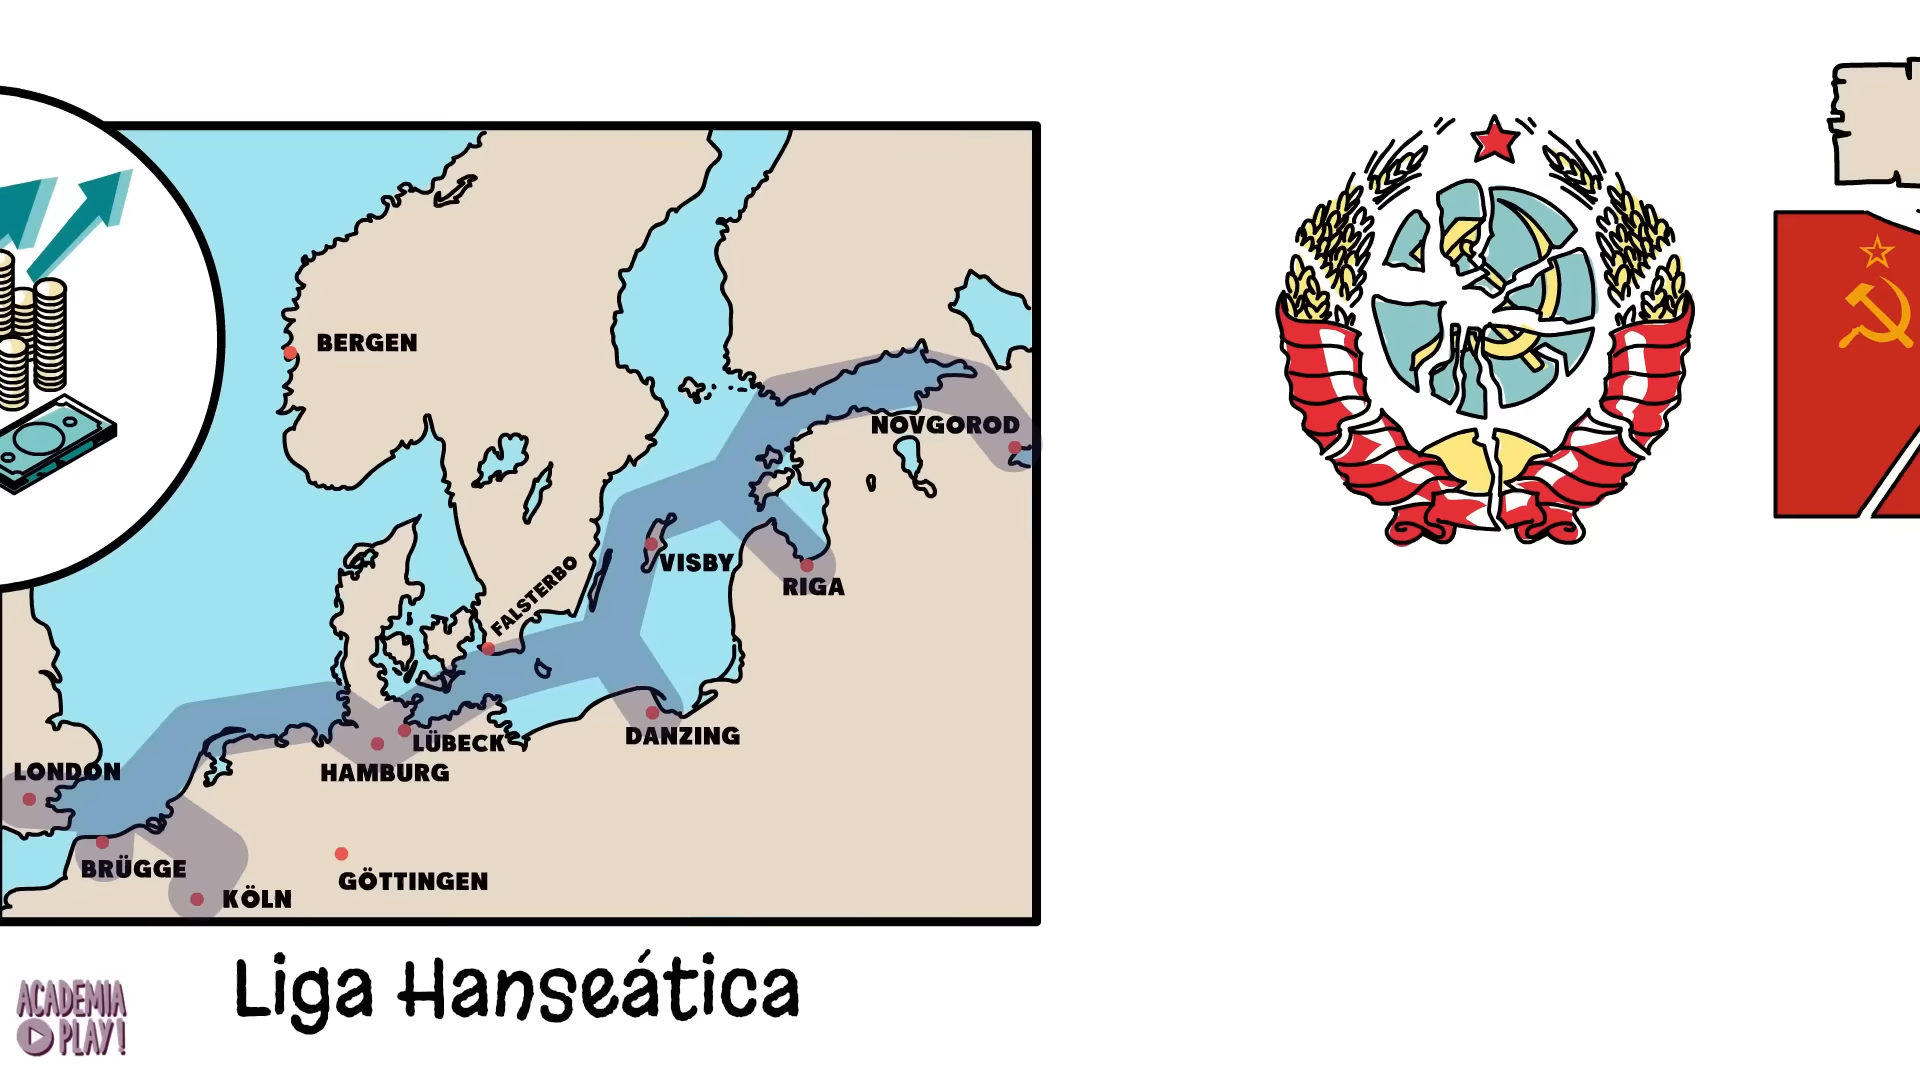 BERGEN
NOVGOROD
FALSTERBO
VISBY
RIGA
DANZING
LÜBECK
HAMBURG
LONDON
BRÜGGE
GÖTTINGEN
KÖLN
Liga Hanseática
ACADEMIA
PLAY!